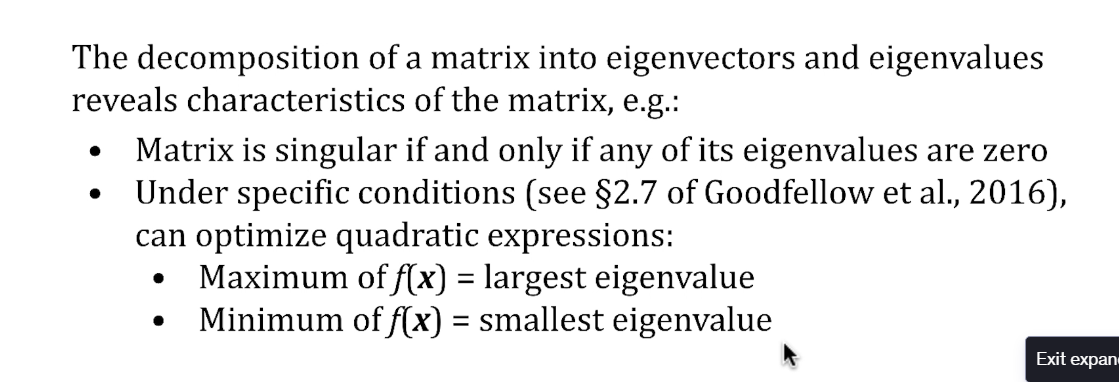 The decomposition of a matrix into eigenvectors and eigenvalues
reveals characteristics of the matrix, e.g.:
• Matrix is singular if and only if any of its eigenvalues are zero
• Under specific conditions (see §2.7 of Goodfellow et al., 2016),
can optimize quadratic expressions:
• Maximum of f(x) = largest eigenvalue
• Minimum of f(x) = smallest eigenvalue
Exit expan